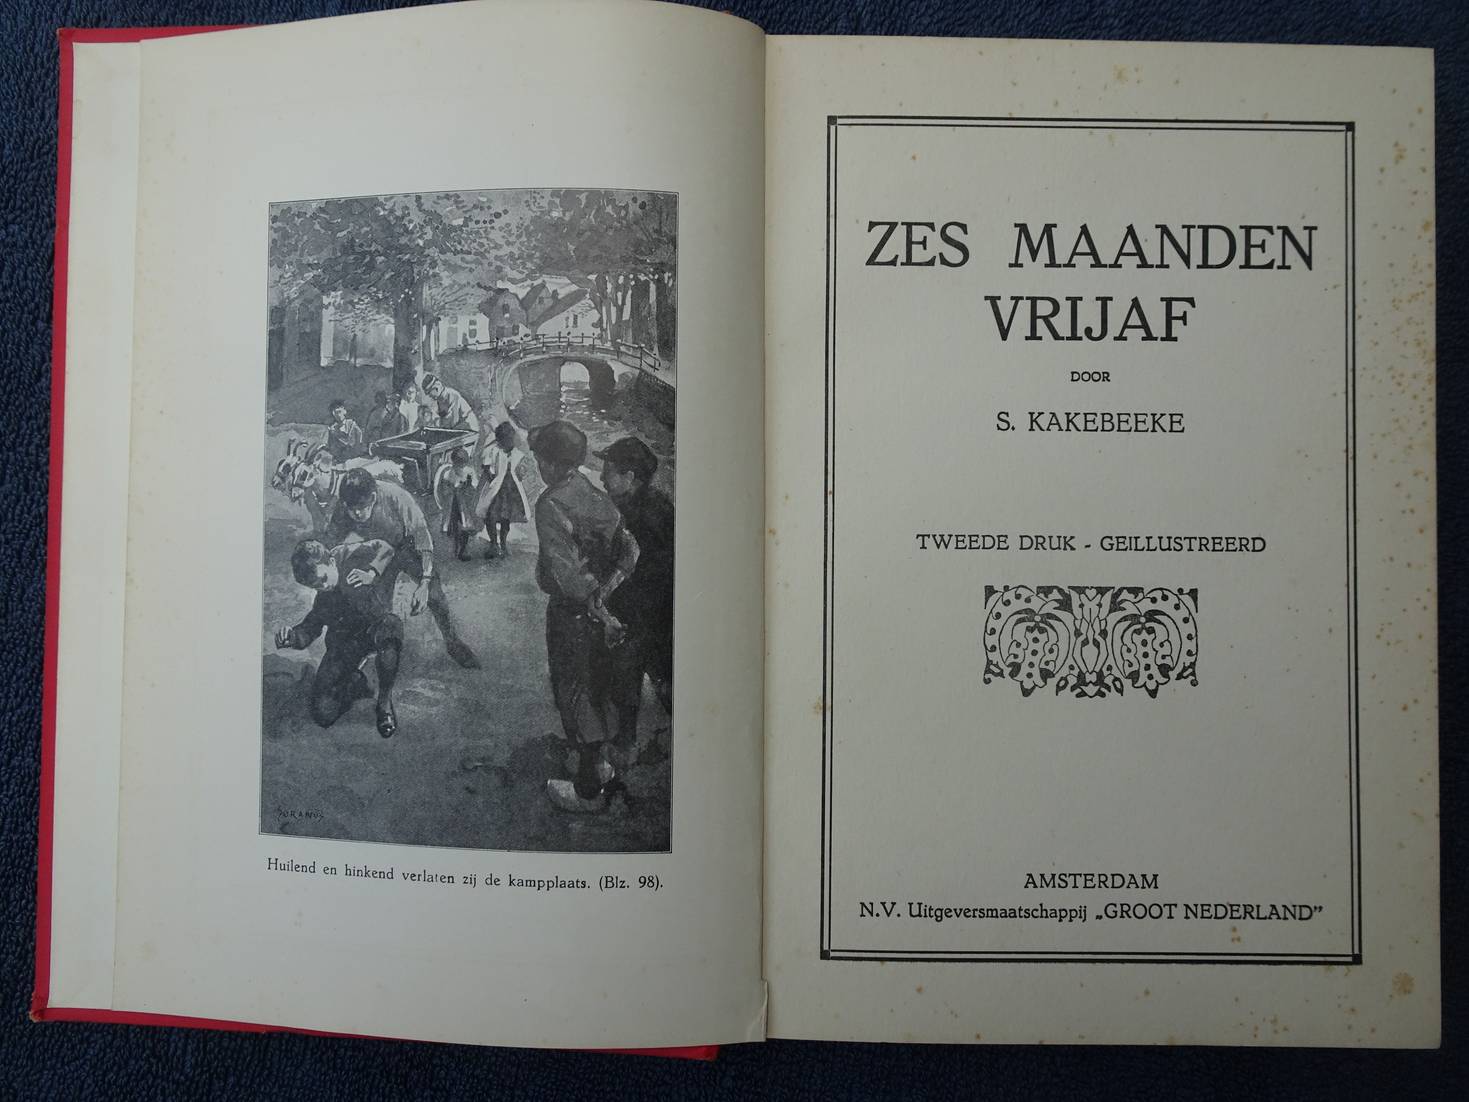 Huilend en hinkend verlaten zij de kampplaats. (Blz. 98).
ZES MAANDEN
VRIJAF
DOOR
S. KAKEBEEKE
TWEEDE DRUK - GEILLUSTREERD
AMSTERDAM
N.V. Uitgeversmaatschappij „GROOT NEDERLAND”